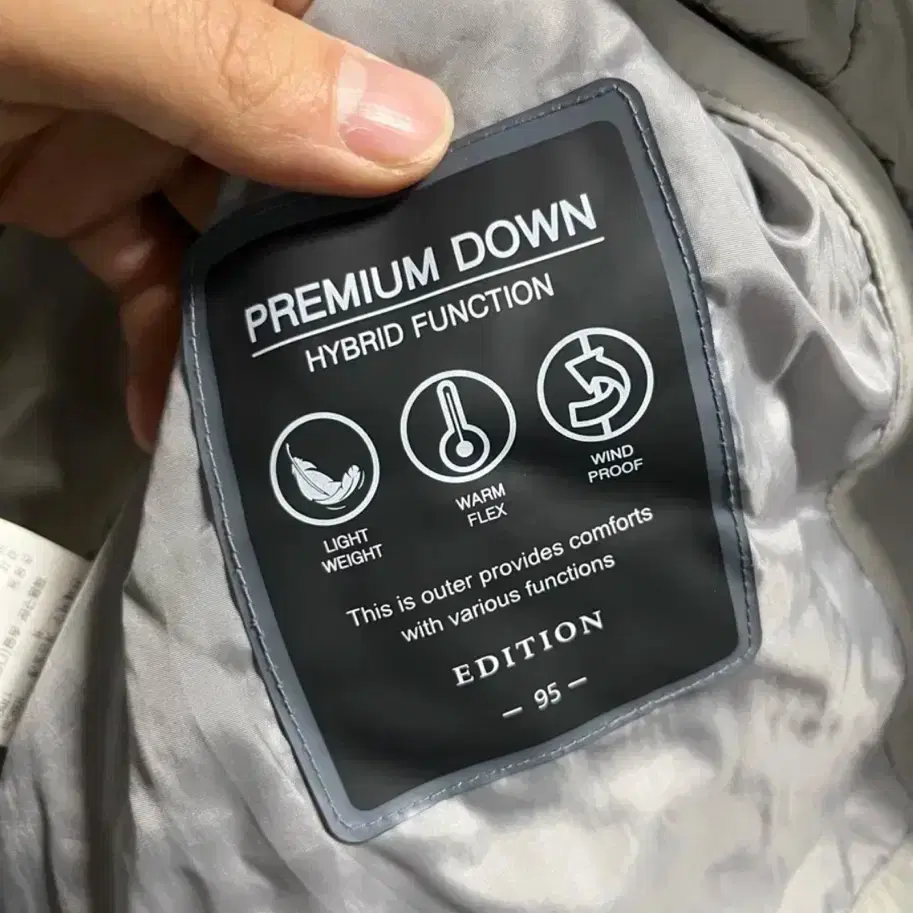 PREMIUM DOWN
HYBRID FUNCTION
LIGHT
WEIGHT
WARM
FLEX
WIND
PROOF
This is outer provides comforts
with various functions
EDITION
– 95 –